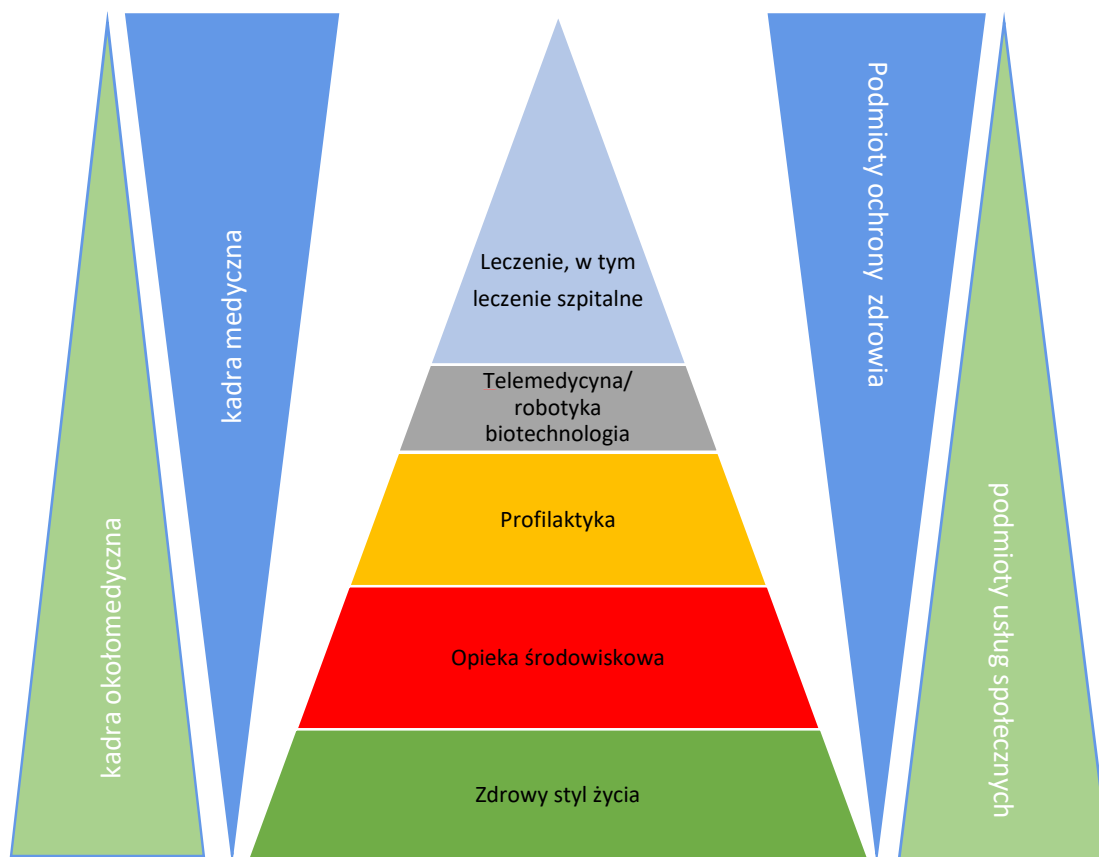 kadra okołomedyczna
kadra medyczna
Leczenie, w tym
leczenie szpitalne
Telemedycyna/
robotyka
biotechnologia
Profilaktyka
Opieka środowiskowa
Zdrowy styl życia
Podmioty ochrony  zdrowia
podmioty usług społecznych